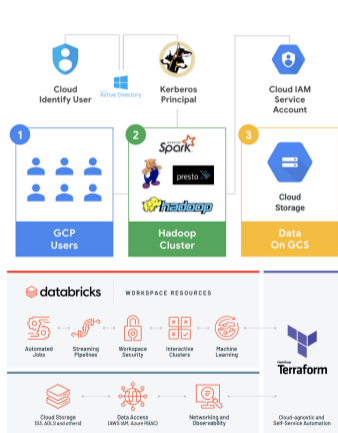 Cloud
Identify User
Active Directory
Kerberos
Principal
Cloud IAM
Service
Account
1
2
3
APACHE
Spark
presto
hadoop
Cloud
Storage
GCP
Users
Hadoop
Cluster
Data
On GCS
databricks
WORKSPACE RESOURCES
Automated
Jobs
Streaming
Pipelines
Workspace
Security
Interactive
Clusters
Machine
Learning
HashiCorp
Terraform
Cloud Storage
(S3, ADLS and others)
Data Access
(AWS IAM, Azure RBAC)
Networking and
Observability
Cloud-agnostic and
Self-Service Automation